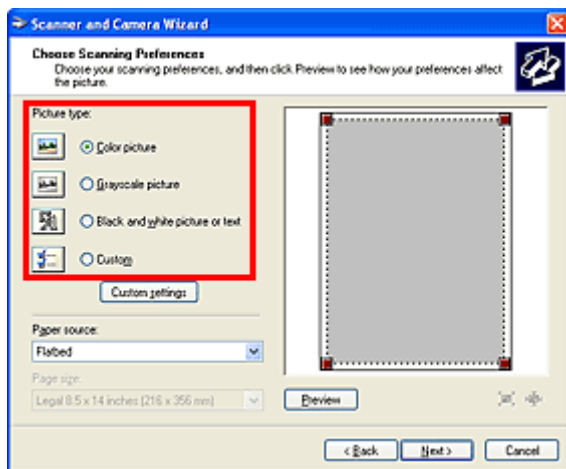 Scanner and Camera Wizard
Choose Scanning Preferences
Choose your scanning preferences, and then click Preview to see how your preferences affect
the picture.
Picture type:
Color picture
Grayscale picture
Black and white picture or text
Custom
Custom settings
Paper source:
Flatbed
Page size:
Legal 8.5 x 14 inches (216 x 356 mm)
Preview
< Back
Next >
Cancel